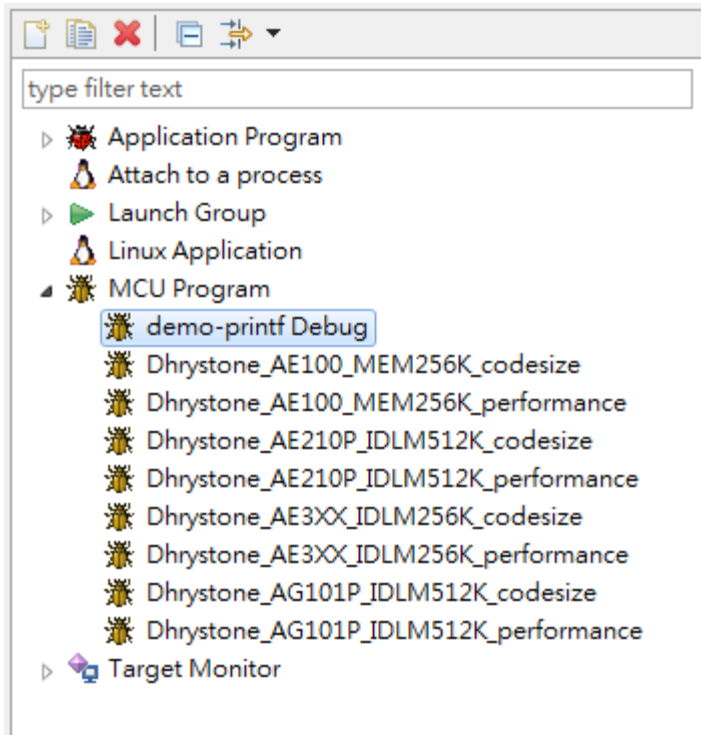 type filter text
Application Program
Attach to a process
Launch Group
Linux Application
MCU Program
demo-printf Debug
Dhrystone_AE100_MEM256K_codesize
Dhrystone_AE100_MEM256K_performance
Dhrystone_AE210P_IDLM512K_codesize
Dhrystone_AE210P_IDLM512K_performance
Dhrystone_AE3XX_IDLM256K_codesize
Dhrystone_AE3XX_IDLM256K_performance
Dhrystone_AG101P_IDLM512K_codesize
Dhrystone_AG101P_IDLM512K_performance
Target Monitor